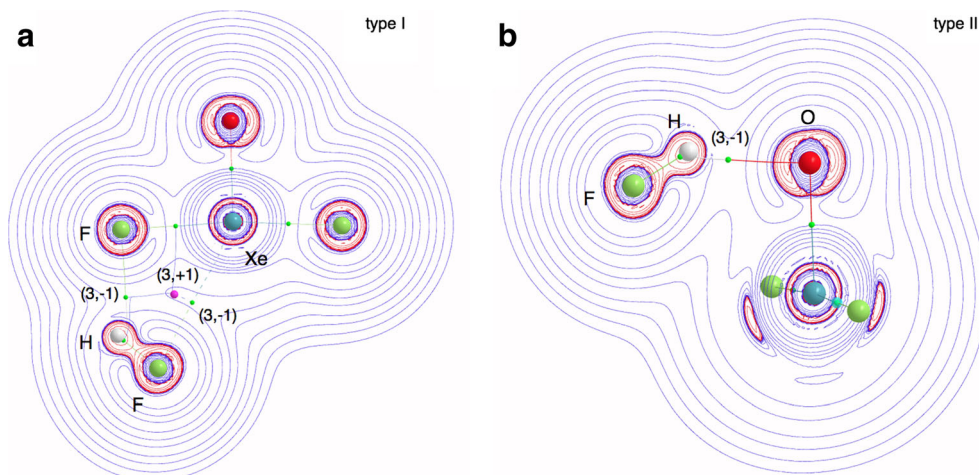 a
type I
F
Xe
(3,+1)
(3,-1)
(3,-1)
H
F
b
type II
H
(3,-1)
O
F